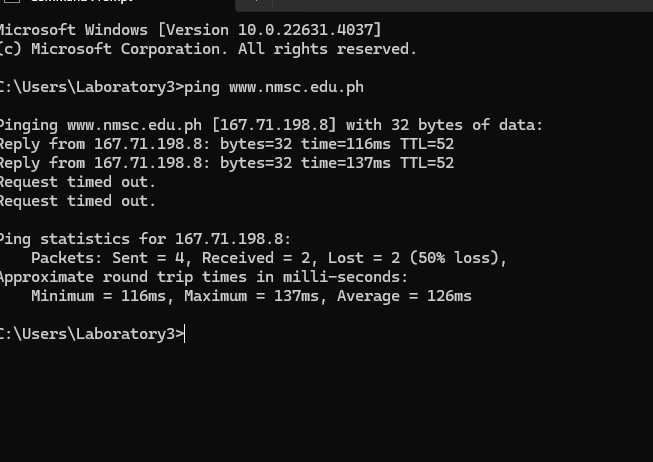 Microsoft Windows [Version 10.0.22631.4037]
(c) Microsoft Corporation. All rights reserved.
C:\Users\Laboratory3>ping www.nmsc.edu.ph
Pinging www.nmsc.edu.ph [167.71.198.8] with 32 bytes of data:
Reply from 167.71.198.8: bytes=32 time=116ms TTL=52
Reply from 167.71.198.8: bytes=32 time=137ms TTL=52
Request timed out.
Request timed out.
Ping statistics for 167.71.198.8:
    Packets: Sent = 4, Received = 2, Lost = 2 (50% loss),
Approximate round trip times in milli-seconds:
    Minimum = 116ms, Maximum = 137ms, Average = 126ms
C:\Users\Laboratory3>